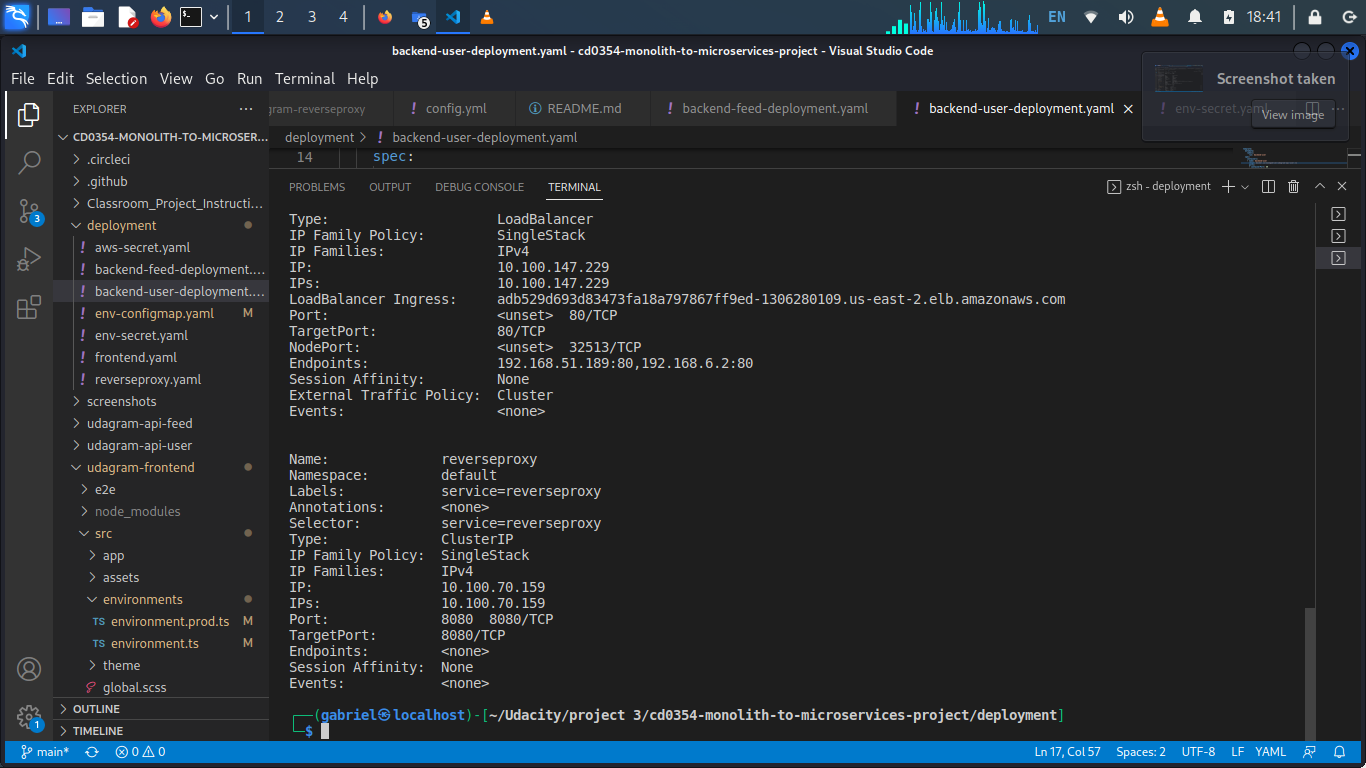 1 2 3 4 5 EN 18:41
backend-user-deployment.yaml - cd0354-monolith-to-microservices-project - Visual Studio Code
File Edit Selection View Go Run Terminal Help
Screenshot taken
View image
EXPLORER ...
gram-reverseproxy ! config.yml README.md ! backend-feed-deployment.yaml ! backend-user-deployment.yaml ! env-secret.yaml
CD0354-MONOLITH-TO-MICROSER...
deployment > ! backend-user-deployment.yaml
14 spec:
.circleci
.github
Classroom_Project_Instructi...
deployment
! aws-secret.yaml
! backend-feed-deployment....
! backend-user-deployment....
! env-configmap.yaml M
! env-secret.yaml
! frontend.yaml
! reverseproxy.yaml
screenshots
udagram-api-feed
udagram-api-user
udagram-frontend
e2e
node_modules
src
app
assets
environments
TS environment.prod.ts M
TS environment.ts M
theme
global.scss
OUTLINE
TIMELINE
3
1
PROBLEMS OUTPUT DEBUG CONSOLE TERMINAL zsh - deployment
Type: LoadBalancer
IP Family Policy: SingleStack
IP Families: IPv4
IP: 10.100.147.229
IPs: 10.100.147.229
LoadBalancer Ingress: adb529d693d83473fa18a797867ff9ed-1306280109.us-east-2.elb.amazonaws.com
Port: <unset> 80/TCP
TargetPort: 80/TCP
NodePort: <unset> 32513/TCP
Endpoints: 192.168.51.189:80,192.168.6.2:80
Session Affinity: None
External Traffic Policy: Cluster
Events: <none>
Name: reverseproxy
Namespace: default
Labels: service=reverseproxy
Annotations: <none>
Selector: service=reverseproxy
Type: ClusterIP
IP Family Policy: SingleStack
IP Families: IPv4
IP: 10.100.70.159
IPs: 10.100.70.159
Port: 8080 8080/TCP
TargetPort: 8080/TCP
Endpoints: <none>
Session Affinity: None
Events: <none>
(gabriel㉿localhost)-[~/Udacity/project 3/cd0354-monolith-to-microservices-project/deployment]
$
main* 0 0 Ln 17, Col 57 Spaces: 2 UTF-8 LF YAML